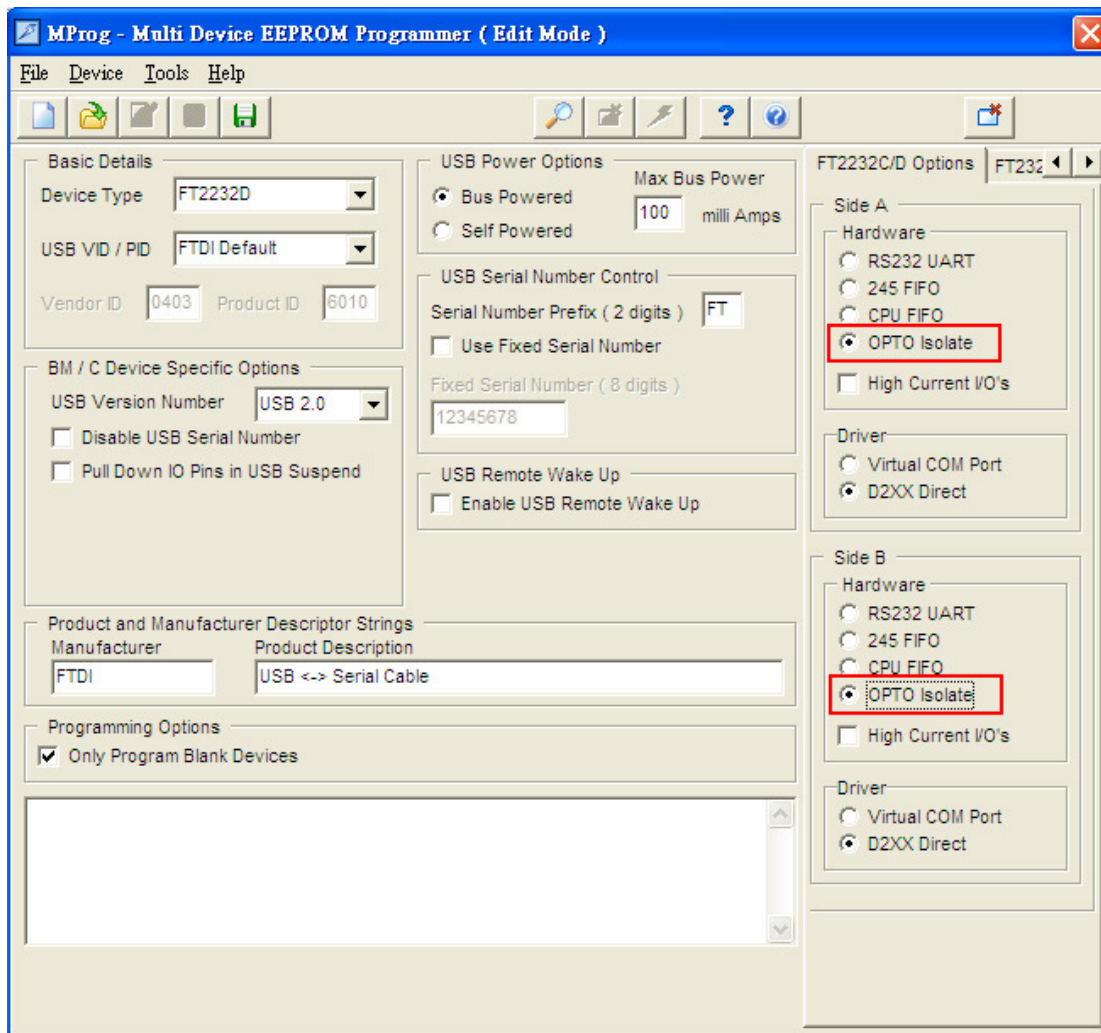 MProg - Multi Device EEPROM Programmer ( Edit Mode )
File Device Tools Help
Basic Details
Device Type FT2232D
USB VID / PID FTDI Default
Vendor ID 0403 Product ID 6010
BM / C Device Specific Options
USB Version Number USB 2.0
Disable USB Serial Number
Pull Down IO Pins in USB Suspend
USB Power Options
Max Bus Power
Bus Powered
100 milli Amps
Self Powered
USB Serial Number Control
Serial Number Prefix ( 2 digits ) FT
Use Fixed Serial Number
Fixed Serial Number ( 8 digits )
12345678
USB Remote Wake Up
Enable USB Remote Wake Up
Product and Manufacturer Descriptor Strings
Manufacturer Product Description
FTDI USB <-> Serial Cable
Programming Options
Only Program Blank Devices
FT2232C/D Options FT232
Side A
Hardware
RS232 UART
245 FIFO
CPU FIFO
OPTO Isolate
High Current I/O's
Driver
Virtual COM Port
D2XX Direct
Side B
Hardware
RS232 UART
245 FIFO
CPU FIFO
OPTO Isolate
High Current I/O's
Driver
Virtual COM Port
D2XX Direct